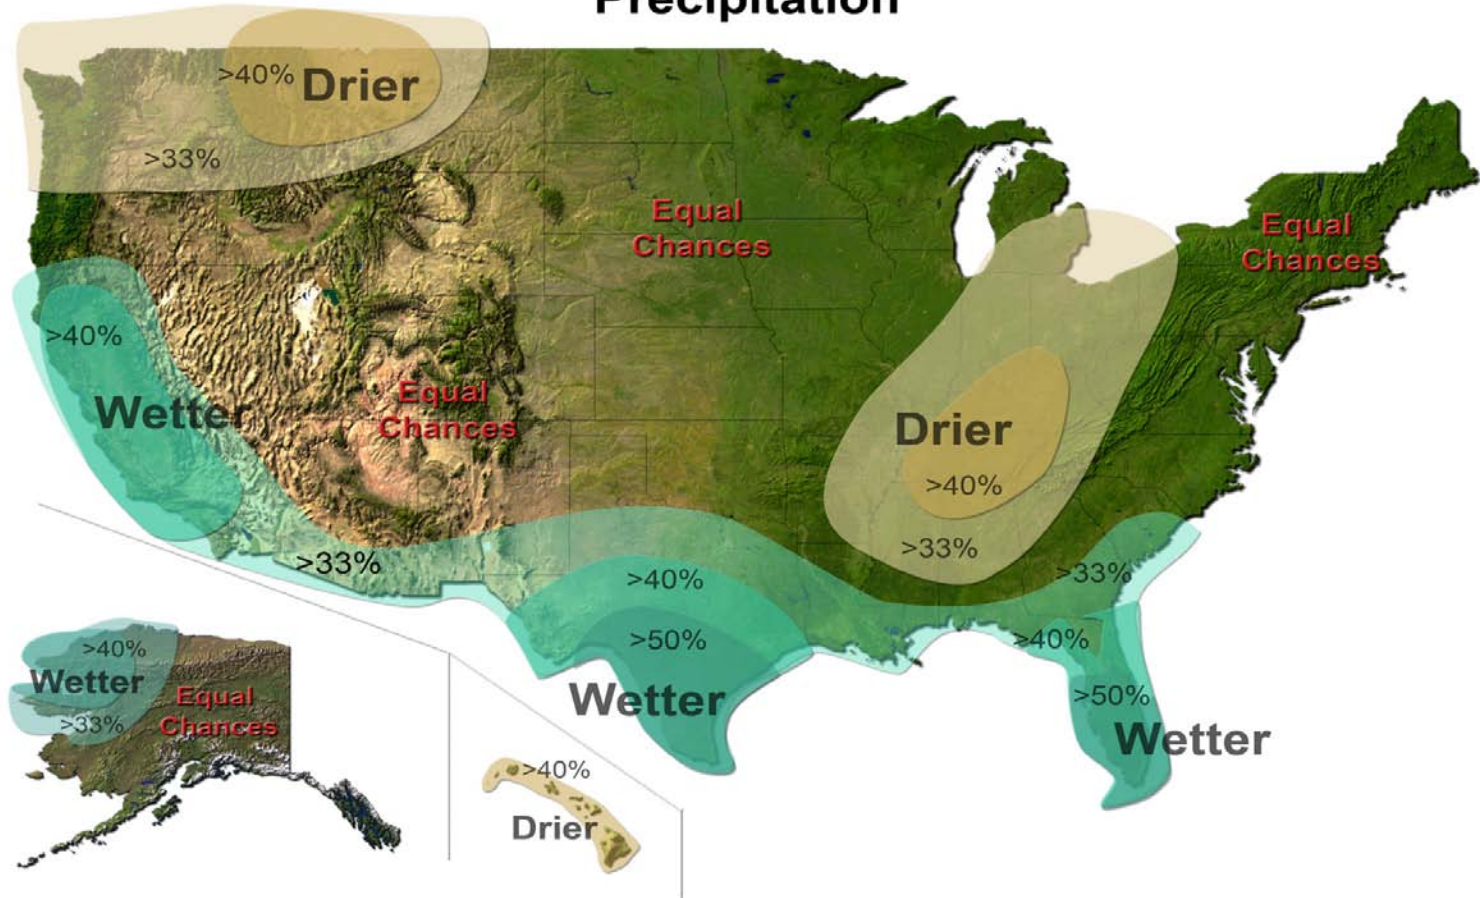 Precipitation
>40% Drier
>33%
Equal
Chances
Equal
Chances
>40%
Wetter
Equal
Chances
Drier
>40%
>33%
>33%
>33%
>40%
>50%
Wetter
>40%
>50%
Wetter
>40%
Wetter
>33%
Equal
Chances
>40%
Drier